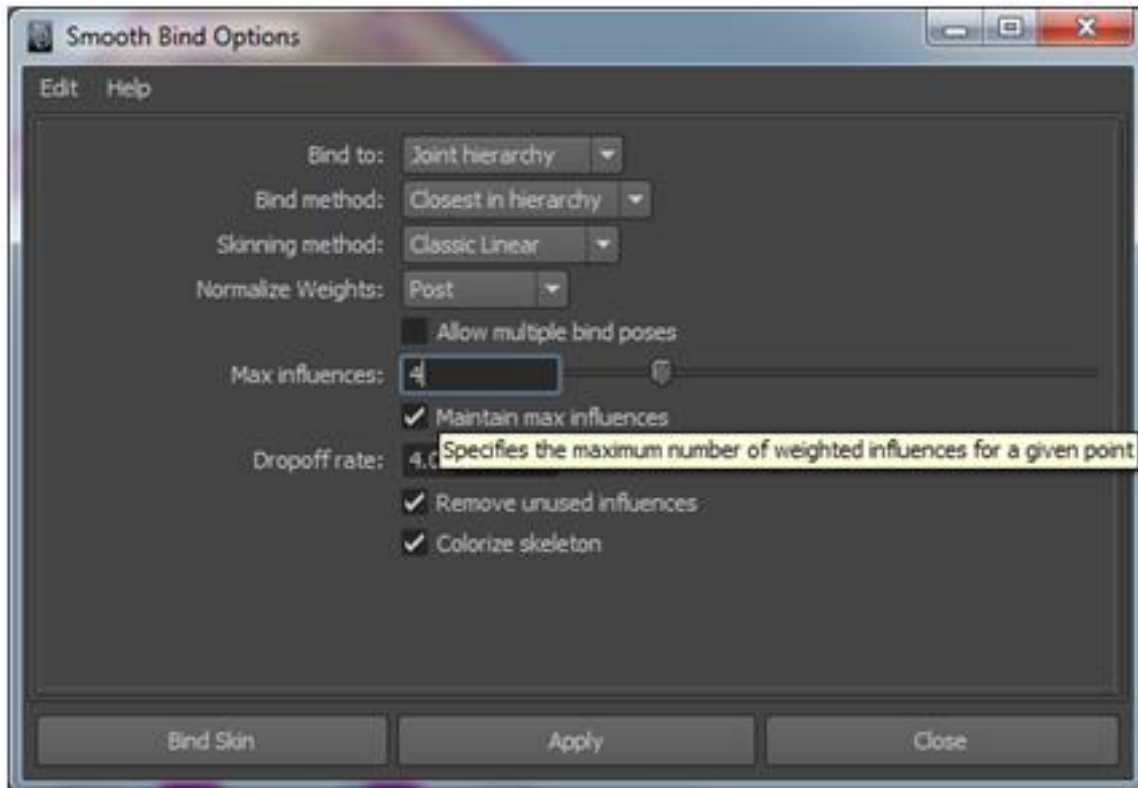 Smooth Bind Options
Edit Help
Bind to: Joint hierarchy
Bind method: Closest in hierarchy
Skinning method: Classic Linear
Normalize Weights: Post
Allow multiple bind poses
Max influences: 4
Maintain max influences
Specifies the maximum number of weighted influences for a given point
Dropoff rate: 4.0
Remove unused influences
Colorize skeleton
Bind Skin Apply Close